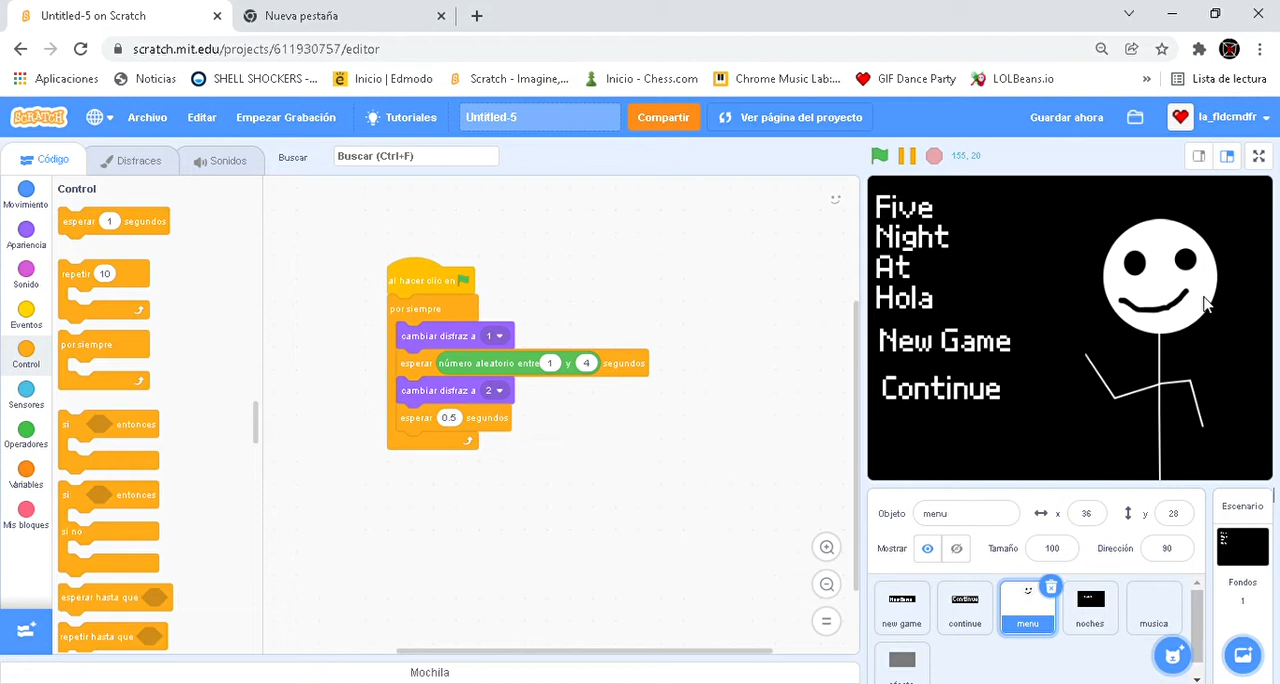 Untitled-5 on Scratch
Nueva pestaña
scratch.mit.edu/projects/611930757/editor
Aplicaciones
Noticias
SHELL SHOCKERS -...
Inicio | Edmodo
Scratch - Imagine,...
Inicio - Chess.com
Chrome Music Lab:...
GIF Dance Party
LOLBeans.io
»
Lista de lectura
SCRATCH
Archivo
Editar
Empezar Grabación
Tutoriales
Untitled-5
Compartir
Ver página del proyecto
Guardar ahora
la_fldcmdfr
Código
Disfraces
Sonidos
Buscar
Buscar (Ctrl+F)
155, 20
Movimiento
Apariencia
Sonido
Eventos
Control
Sensores
Operadores
Variables
Mis bloques
Control
esperar 1 segundos
repetir 10
por siempre
si entonces
si entonces
si no
esperar hasta que
repetir hasta que
al hacer clic en
por siempre
cambiar disfraz a 1
esperar número aleatorio entre 1 y 4 segundos
cambiar disfraz a 2
esperar 0.5 segundos
Five
Night
At
Hola
New Game
Continue
Objeto menu x 36 y 28
Mostrar Tamaño 100 Dirección 90
new game
continue
menu
noches
musica
Escenario
Fondos
1
Mochila